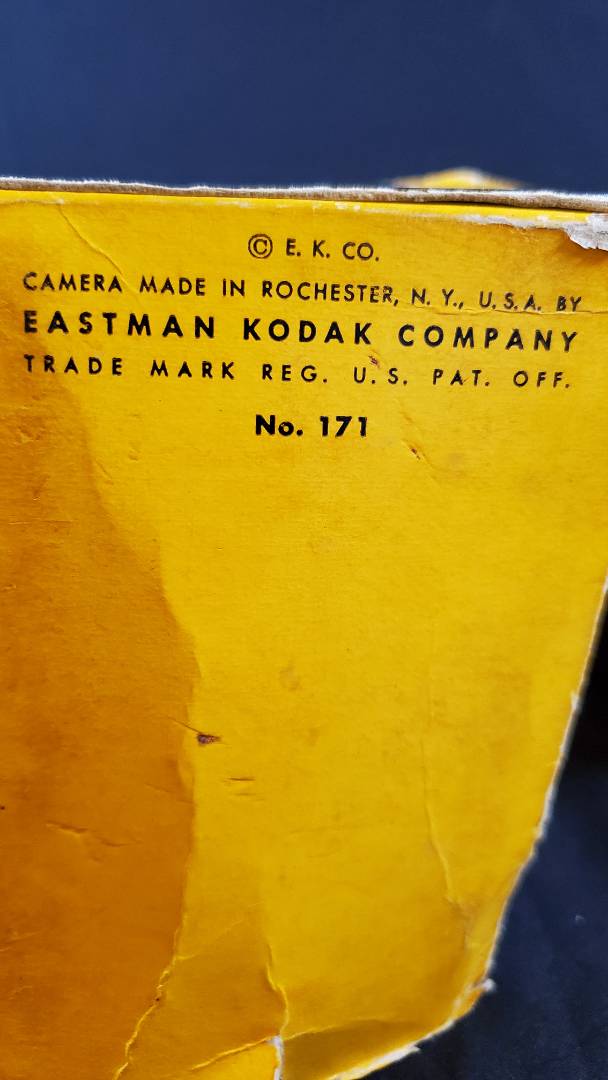 © E. K. CO.
CAMERA MADE IN ROCHESTER, N. Y., U. S. A. BY
EASTMAN KODAK COMPANY
TRADE MARK REG. U. S. PAT. OFF.
No. 171